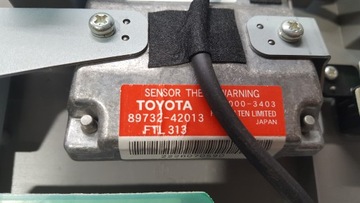 SENSOR THE WARNING
TOYOTA 000-3403
89732-42013 TEN LIMITED
FTL 313 JAPAN